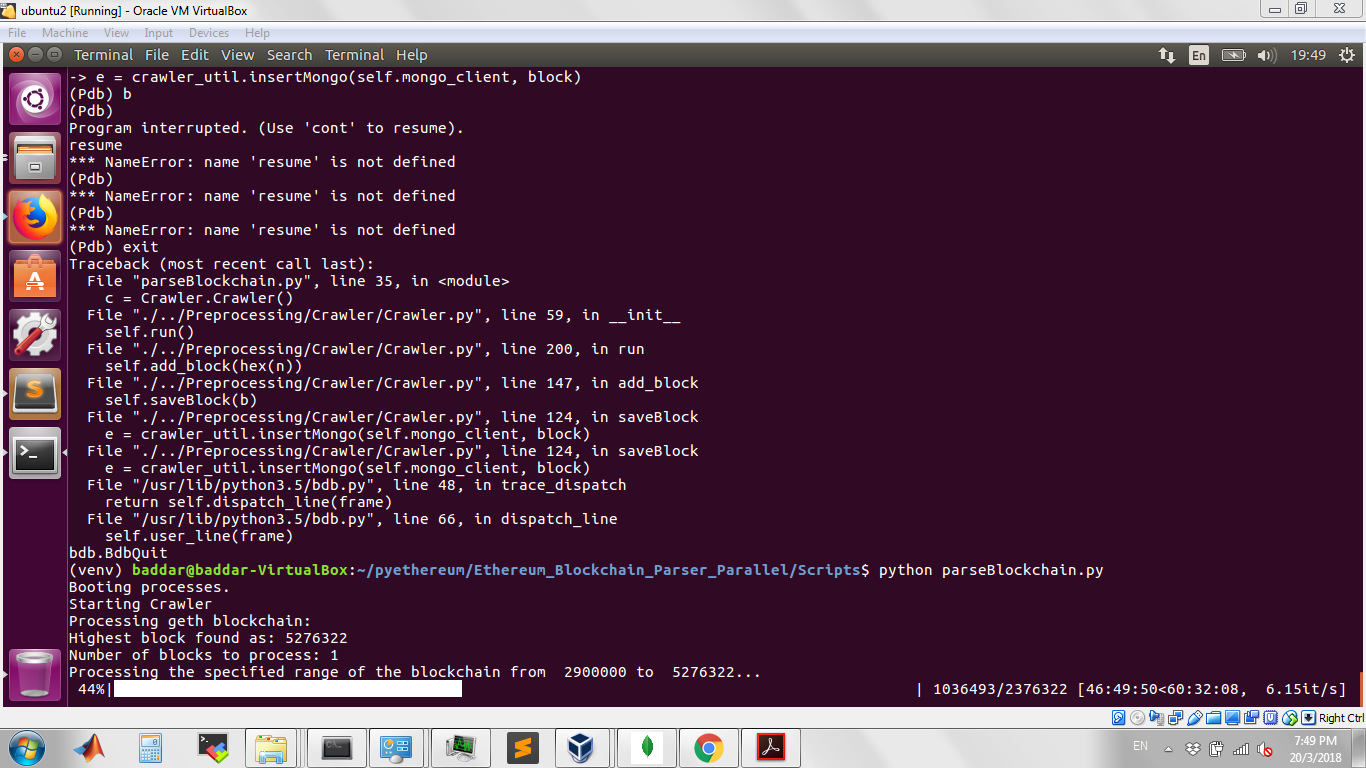 ubuntu2 [Running] - Oracle VM VirtualBox
File Machine View Input Devices Help
Terminal File Edit View Search Terminal Help En 19:49
-> e = crawler_util.insertMongo(self.mongo_client, block)
(Pdb) b
(Pdb)
Program interrupted. (Use 'cont' to resume).
resume
*** NameError: name 'resume' is not defined
(Pdb)
*** NameError: name 'resume' is not defined
(Pdb)
*** NameError: name 'resume' is not defined
(Pdb) exit
Traceback (most recent call last):
  File "parseBlockchain.py", line 35, in <module>
    c = Crawler.Crawler()
  File "./../Preprocessing/Crawler/Crawler.py", line 59, in __init__
    self.run()
  File "./../Preprocessing/Crawler/Crawler.py", line 200, in run
    self.add_block(hex(n))
  File "./../Preprocessing/Crawler/Crawler.py", line 147, in add_block
    self.saveBlock(b)
  File "./../Preprocessing/Crawler/Crawler.py", line 124, in saveBlock
    e = crawler_util.insertMongo(self.mongo_client, block)
  File "./../Preprocessing/Crawler/Crawler.py", line 124, in saveBlock
    e = crawler_util.insertMongo(self.mongo_client, block)
  File "/usr/lib/python3.5/bdb.py", line 48, in trace_dispatch
    return self.dispatch_line(frame)
  File "/usr/lib/python3.5/bdb.py", line 66, in dispatch_line
    self.user_line(frame)
bdb.BdbQuit
(venv) baddar@baddar-VirtualBox:~/pyethereum/Ethereum_Blockchain_Parser_Parallel/Scripts$ python parseBlockchain.py
Booting processes.
Starting Crawler
Processing geth blockchain:
Highest block found as: 5276322
Number of blocks to process: 1
Processing the specified range of the blockchain from  2900000 to  5276322...
 44%| | 1036493/2376322 [46:49:50<60:32:08,  6.15it/s]
Right Ctrl
EN 7:49 PM
20/3/2018